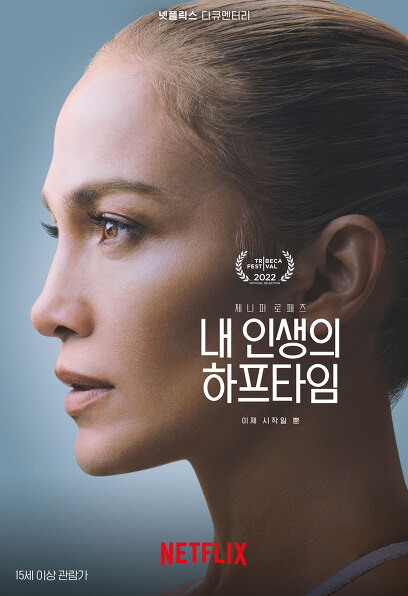 넷플릭스 다큐멘터리
TRIBECA
FESTIVAL
2022
OFFICIAL SELECTION
제니퍼 로페즈
내 인생의
하프타임
이제 시작일 뿐
NETFLIX
15세 이상 관람가